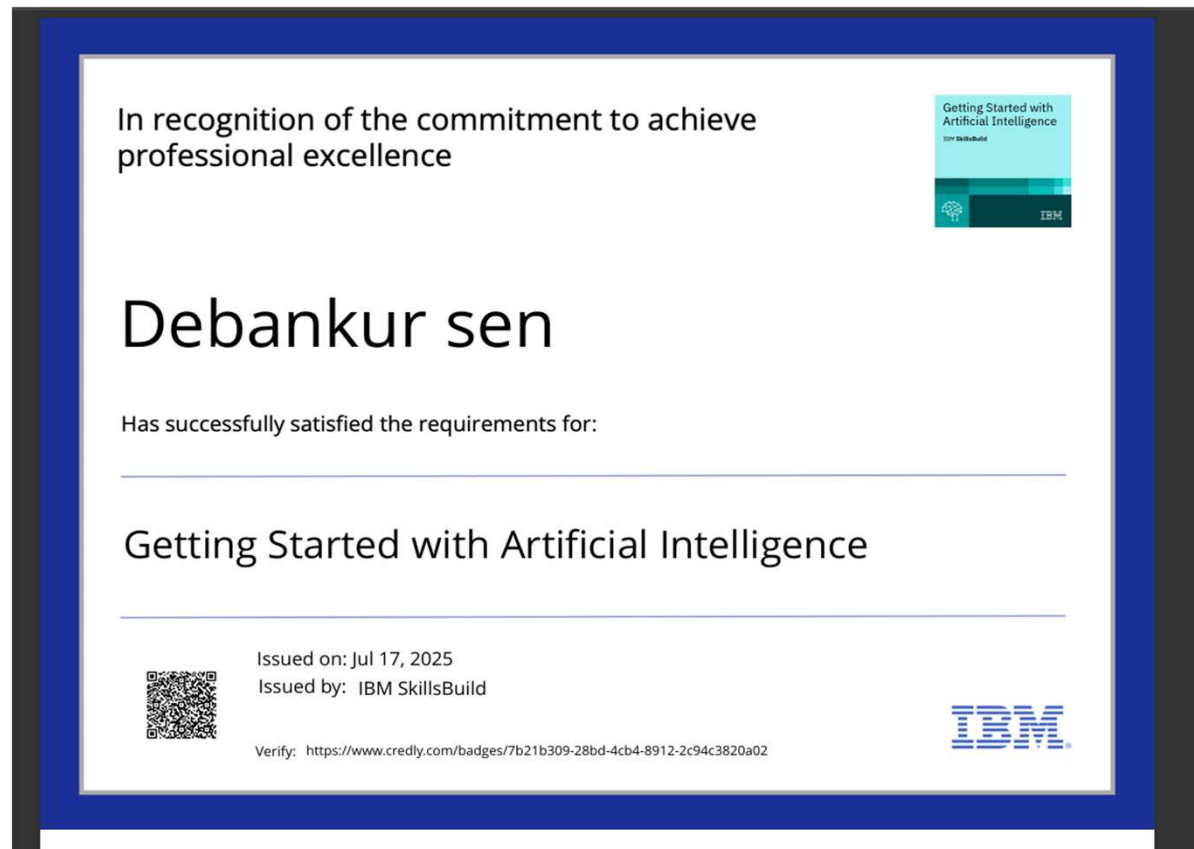 In recognition of the commitment to achieve
professional excellence
Getting Started with
Artificial Intelligence
IBM SkillsBuild
IBM
Debankur sen
Has successfully satisfied the requirements for:
Getting Started with Artificial Intelligence
Issued on: Jul 17, 2025
Issued by: IBM SkillsBuild
Verify: https://www.credly.com/badges/7b21b309-28bd-4cb4-8912-2c94c3820a02
IBM®